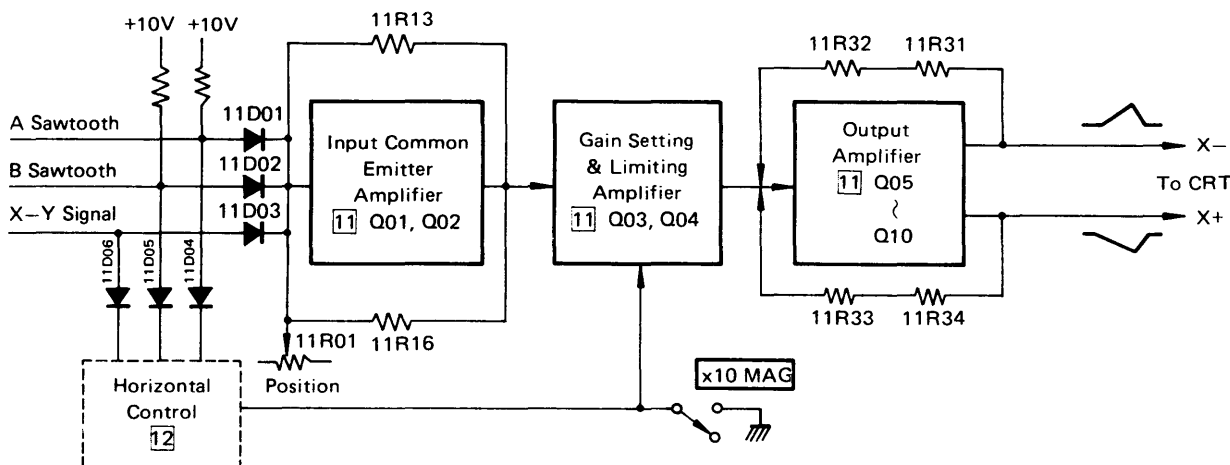 +10V +10V
11R13
11R32 11R31
A Sawtooth
11D01
B Sawtooth
11D02
X-Y Signal
11D03
11D06
11D05
11D04
Input Common
Emitter
Amplifier
11 Q01, Q02
Gain Setting
& Limiting
Amplifier
11 Q03, Q04
Output
Amplifier
11 Q05
~
Q10
X-
To CRT
X+
11R33 11R34
11R01
11R16
Position
x10 MAG
Horizontal
Control
12